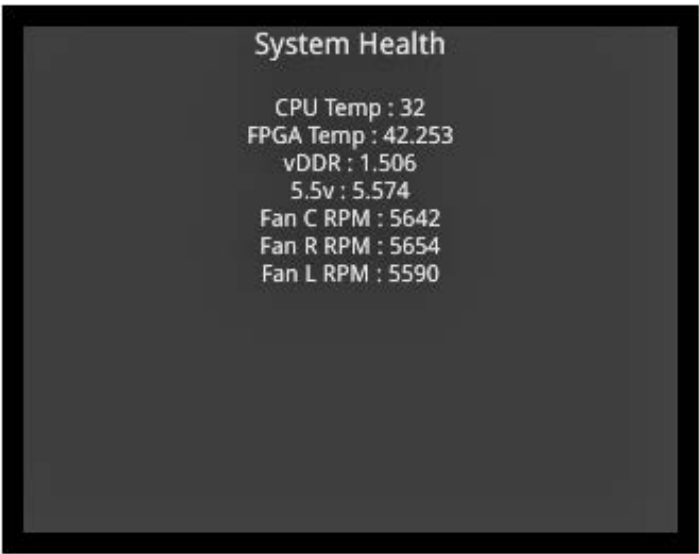 System Health
CPU Temp : 32
FPGA Temp : 42.253
vDDR : 1.506
5.5v : 5.574
Fan C RPM : 5642
Fan R RPM : 5654
Fan L RPM : 5590